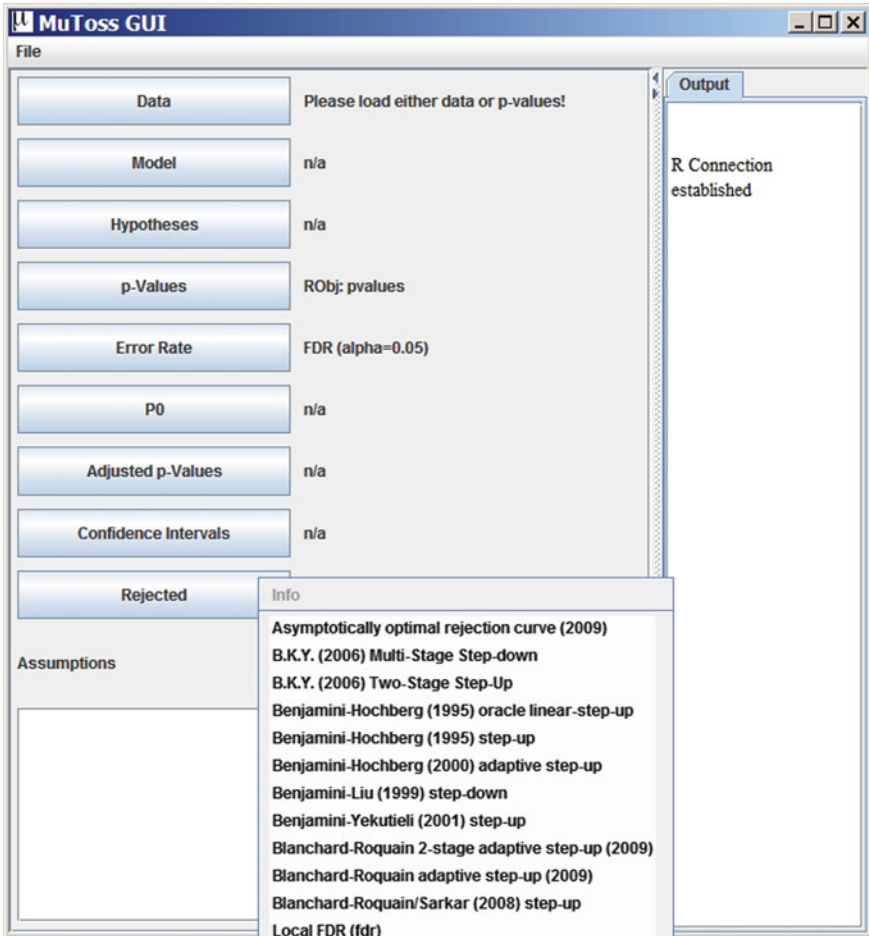 µ MuToss GUI
File
Data Please load either data or p-values!
Model n/a
Hypotheses n/a
p-Values RObj: pvalues
Error Rate FDR (alpha=0.05)
P0 n/a
Adjusted p-Values n/a
Confidence Intervals n/a
Rejected
Assumptions
Info
Asymptotically optimal rejection curve (2009)
B.K.Y. (2006) Multi-Stage Step-down
B.K.Y. (2006) Two-Stage Step-Up
Benjamini-Hochberg (1995) oracle linear-step-up
Benjamini-Hochberg (1995) step-up
Benjamini-Hochberg (2000) adaptive step-up
Benjamini-Liu (1999) step-down
Benjamini-Yekutieli (2001) step-up
Blanchard-Roquain 2-stage adaptive step-up (2009)
Blanchard-Roquain adaptive step-up (2009)
Blanchard-Roquain/Sarkar (2008) step-up
Local FDR (fdr)
Output
R Connection
established